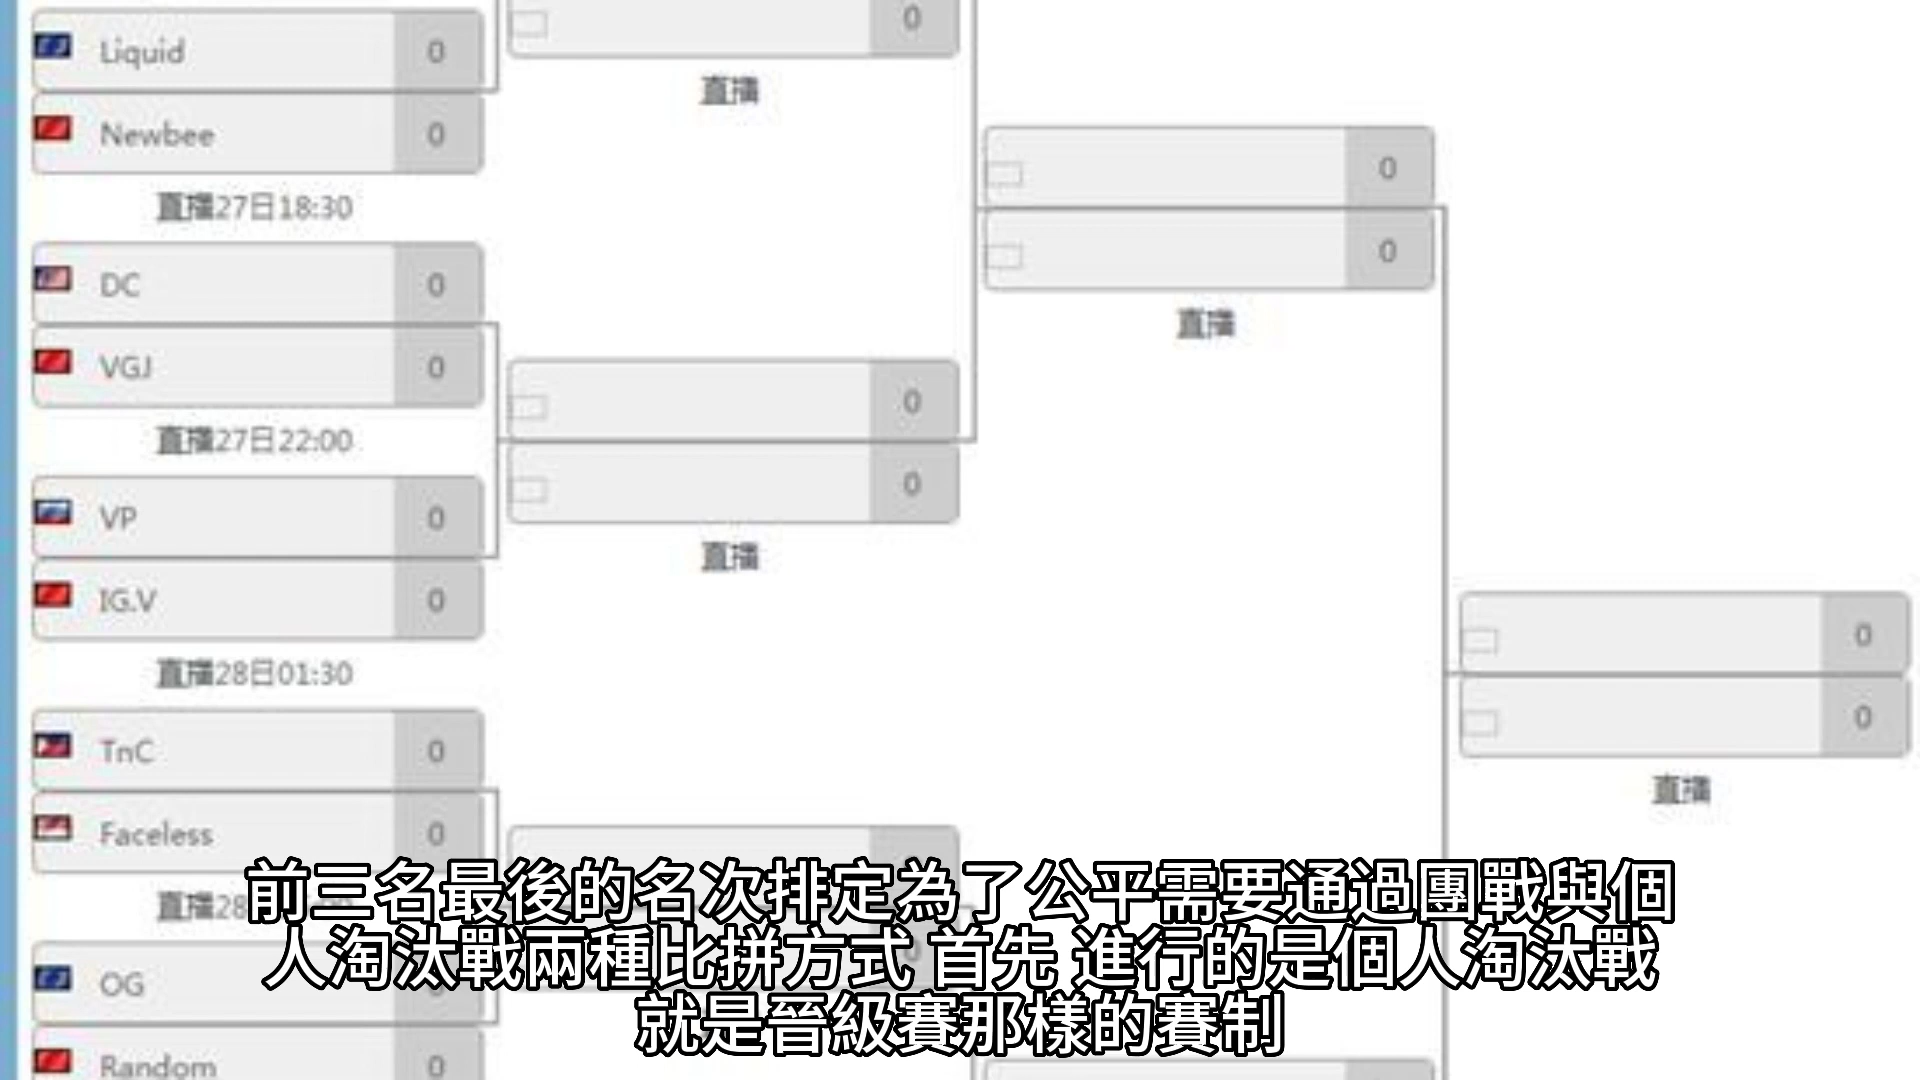 Liquid 0
Newbee 0
直播27日18:30
DC 0
VGJ 0
直播27日22:00
VP 0
IG.V 0
直播28日01:30
TnC 0
Faceless 0
直播28
OG
Random 0
0
直播
0
0
直播
0
0
0
直播
0
0
直播
前三名最後的名次排定為了公平需要通過團戰與個
人淘汰戰兩種比拼方式 首先 進行的是個人淘汰戰
就是晉級賽那樣的賽制